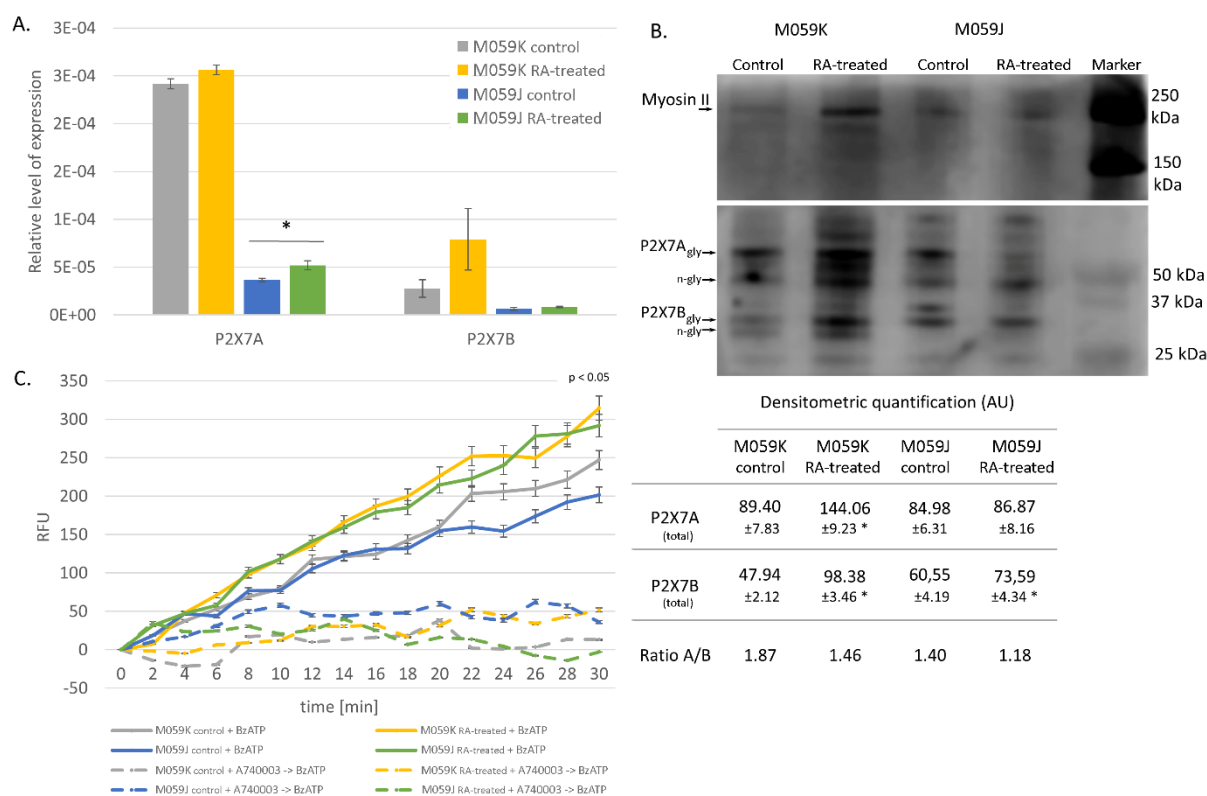 A.
3E-04
3E-04
2E-04
2E-04
1E-04
5E-05
0E+00
Relative level of expression
M059K control
M059K RA-treated
M059J control
M059J RA-treated
*
P2X7A
P2X7B
B.
M059K
M059J
Control
RA-treated
Control
RA-treated
Marker
Myosin II
250
kDa
150
kDa
P2X7A gly
n-gly
P2X7B gly
n-gly
50 kDa
37 kDa
25 kDa
Densitometric quantification (AU)
M059K control
M059K RA-treated
M059J control
M059J RA-treated
P2X7A (total)
89.40 ±7.83
144.06 ±9.23 *
84.98 ±6.31
86.87 ±8.16
P2X7B (total)
47.94 ±2.12
98.38 ±3.46 *
60,55 ±4.19
73,59 ±4.34 *
Ratio A/B
1.87
1.46
1.40
1.18
C.
RFU
350
300
250
200
150
100
50
0
-50
p < 0.05
0 2 4 6 8 10 12 14 16 18 20 22 24 26 28 30
time [min]
M059K control + BzATP
M059K RA-treated + BzATP
M059J control + BzATP
M059J RA-treated + BzATP
M059K control + A740003 -> BzATP
M059K RA-treated + A740003 -> BzATP
M059J control + A740003 -> BzATP
M059J RA-treated + A740003 -> BzATP